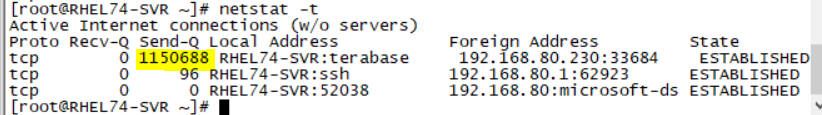 [root@RHEL74-SVR ~]# netstat -t
Active Internet connections (w/o servers)
Proto Recv-Q Send-Q Local Address Foreign Address State
tcp 0 1150688 RHEL74-SVR:terabase 192.168.80.230:33684 ESTABLISHED
tcp 0 96 RHEL74-SVR:ssh 192.168.80.1:62923 ESTABLISHED
tcp 0 0 RHEL74-SVR:52038 192.168.80:microsoft-ds ESTABLISHED
[root@RHEL74-SVR ~]#